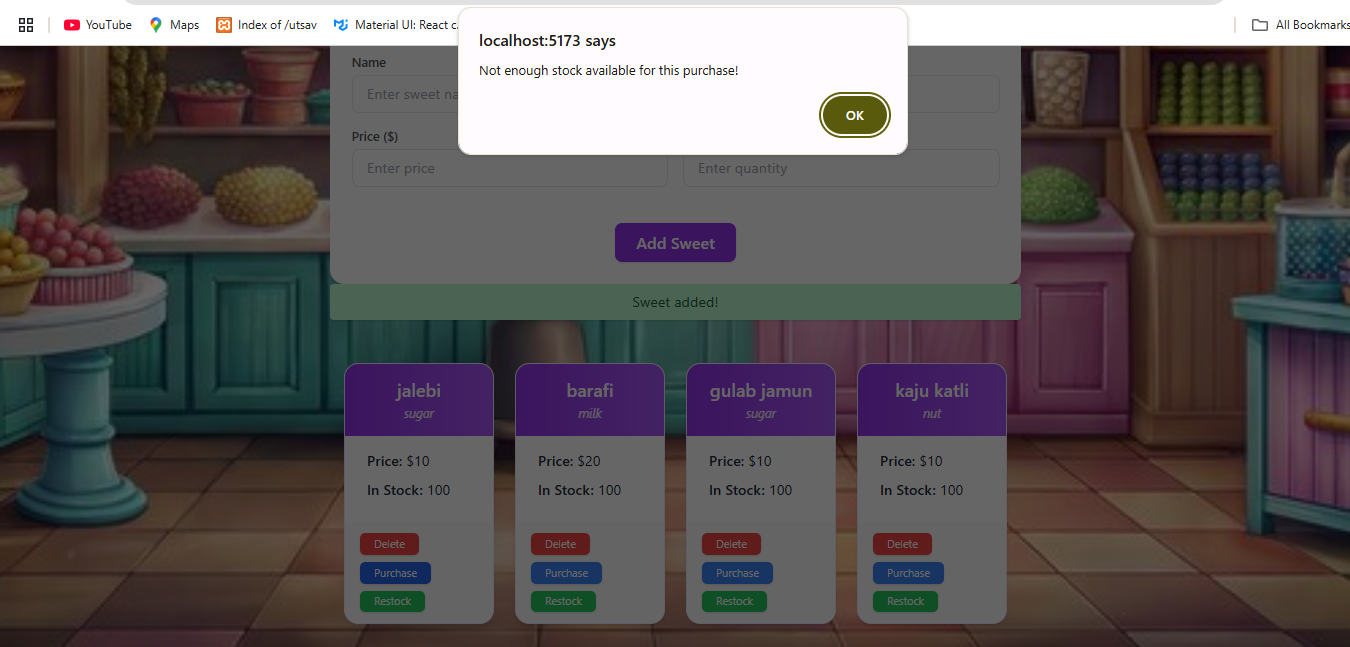 YouTube Maps Index of /utsav Material UI: React c All Bookmarks
localhost:5173 says
Not enough stock available for this purchase!
OK
Name
Enter sweet na
Price ($)
Enter price Enter quantity
Add Sweet
Sweet added!
jalebi barafi gulab jamun kaju katli
sugar milk sugar nut
Price: $10 Price: $20 Price: $10 Price: $10
In Stock: 100 In Stock: 100 In Stock: 100 In Stock: 100
Delete Delete Delete Delete
Purchase Purchase Purchase Purchase
Restock Restock Restock Restock